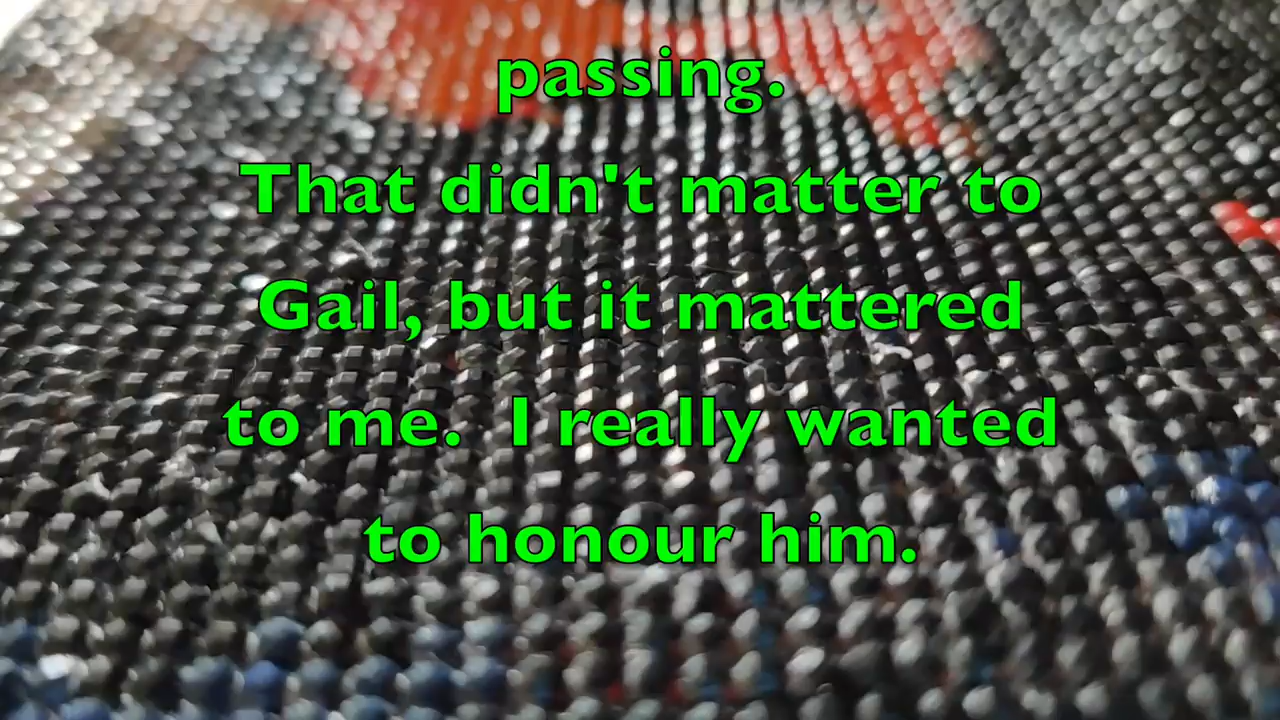 passing.
That didn't matter to
Gail, but it mattered
to me.  I really wanted
to honour him.